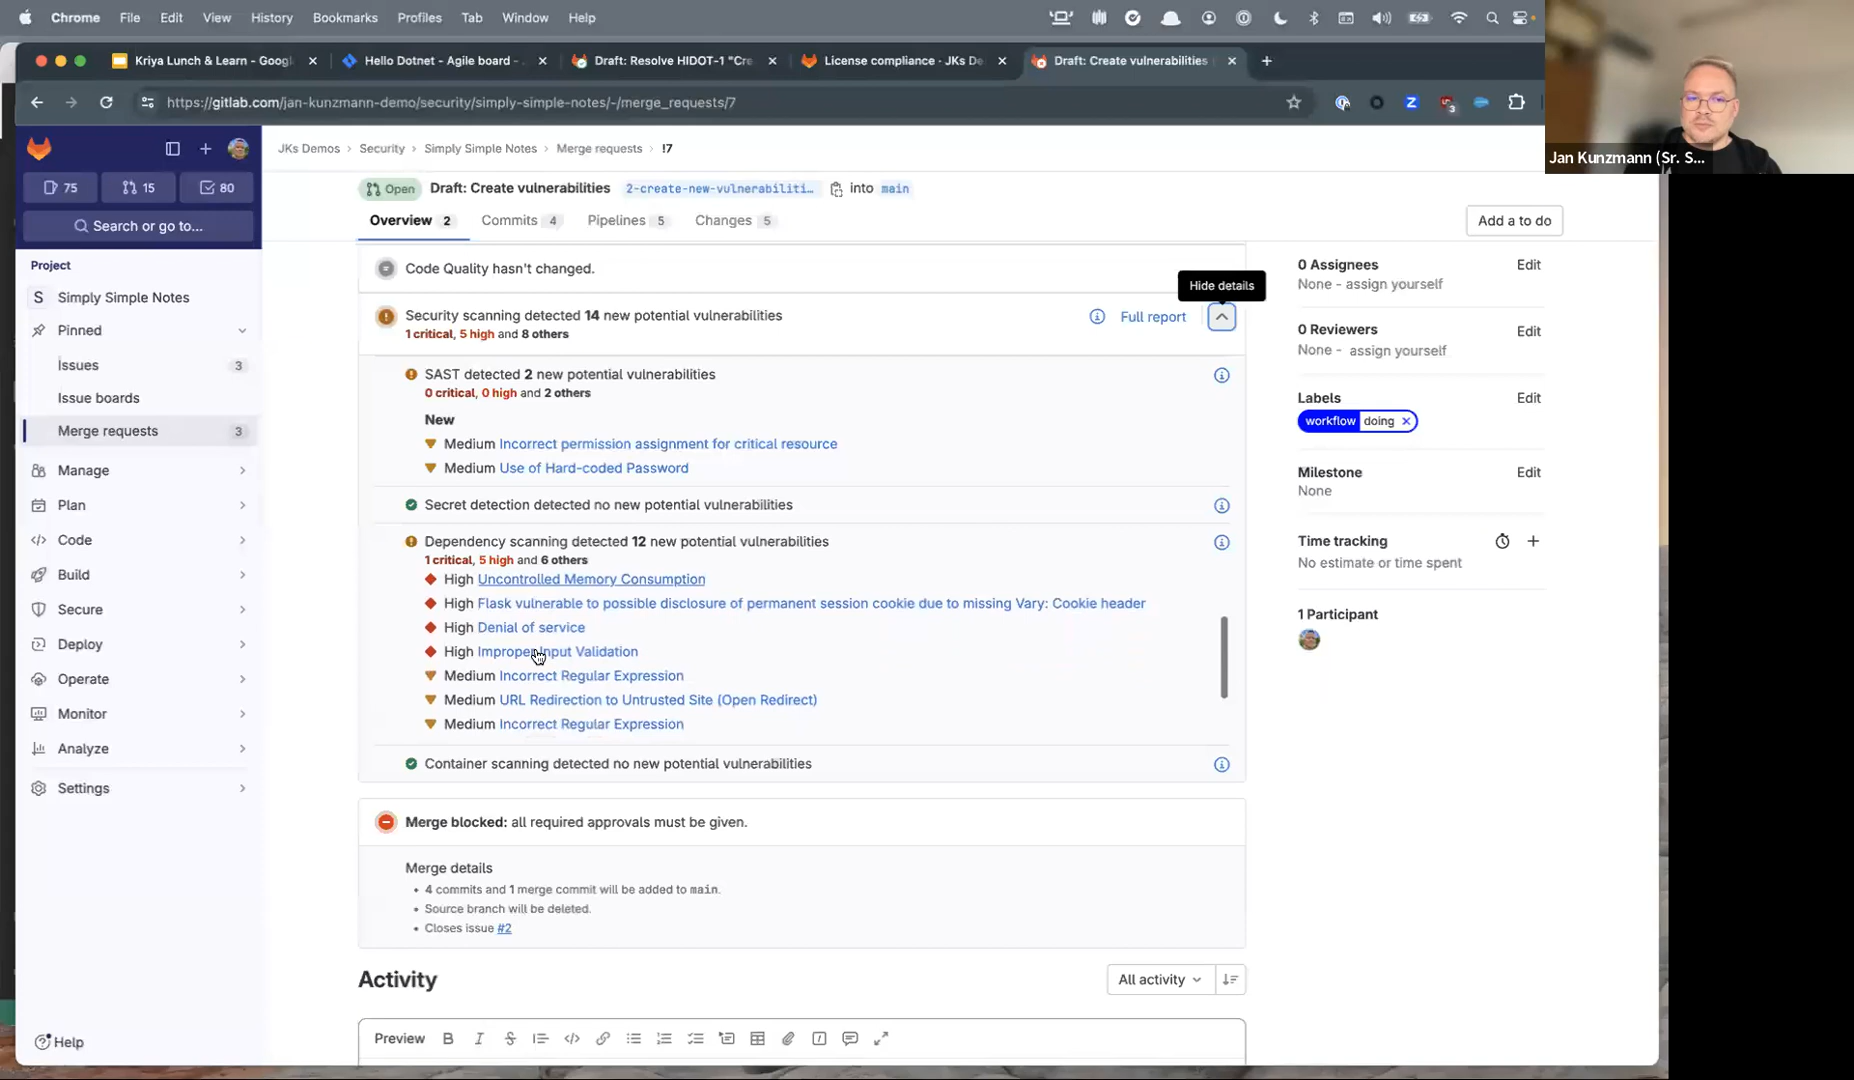 Chrome File Edit View History Bookmarks Profiles Tab Window Help
Kriya Lunch & Learn - Googl
Hello Dotnet - Agile board -
Draft: Resolve HIDOT-1 "Cre
License compliance · JKs De
Draft: Create vulnerabilities
https://gitlab.com/jan-kunzmann-demo/security/simply-simple-notes/-/merge_requests/7
Z
3
Jan Kunzmann (Sr. S...
75 15 80
Search or go to...
Project
S Simply Simple Notes
Pinned
Issues 3
Issue boards
Merge requests 3
Manage
Plan
Code
Build
Secure
Deploy
Operate
Monitor
Analyze
Settings
Help
JKs Demos > Security > Simply Simple Notes > Merge requests > !7
Open Draft: Create vulnerabilities 2-create-new-vulnerabiliti… into main
Overview 2 Commits 4 Pipelines 5 Changes 5
Add a to do
Code Quality hasn't changed.
Hide details
Security scanning detected 14 new potential vulnerabilities
Full report
1 critical, 5 high and 8 others
SAST detected 2 new potential vulnerabilities
0 critical, 0 high and 2 others
New
Medium Incorrect permission assignment for critical resource
Medium Use of Hard-coded Password
Secret detection detected no new potential vulnerabilities
Dependency scanning detected 12 new potential vulnerabilities
1 critical, 5 high and 6 others
High Uncontrolled Memory Consumption
High Flask vulnerable to possible disclosure of permanent session cookie due to missing Vary: Cookie header
High Denial of service
High Improper Input Validation
Medium Incorrect Regular Expression
Medium URL Redirection to Untrusted Site (Open Redirect)
Medium Incorrect Regular Expression
Container scanning detected no new potential vulnerabilities
Merge blocked: all required approvals must be given.
Merge details
• 4 commits and 1 merge commit will be added to main.
• Source branch will be deleted.
• Closes issue #2
Activity
All activity
Preview
0 Assignees Edit
None - assign yourself
0 Reviewers Edit
None - assign yourself
Labels Edit
workflow doing ×
Milestone Edit
None
Time tracking
No estimate or time spent
1 Participant